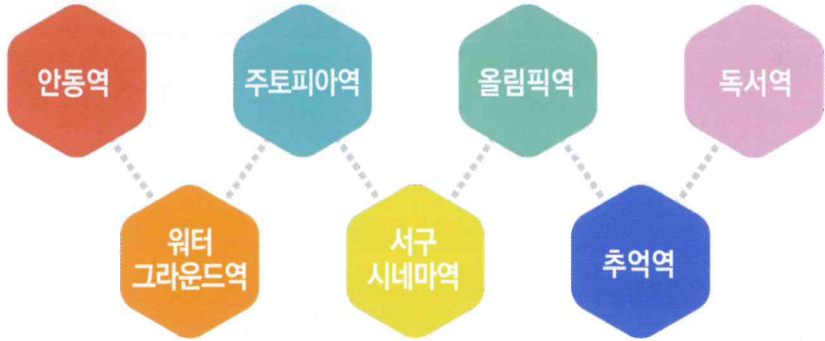 안동역
주토피아역
올림픽역
독서역
워터
그라운드역
서구
시네마역
추억역